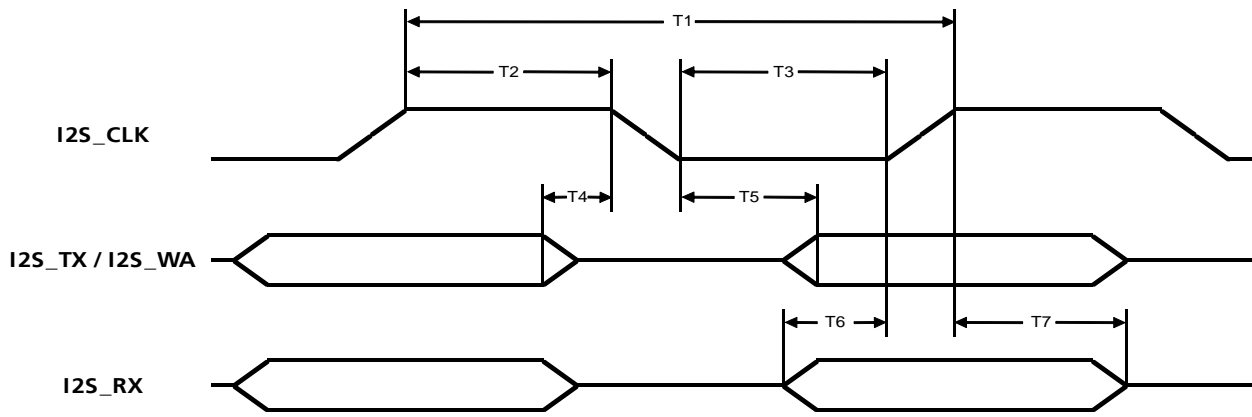 T1
T2
T3
I2S_CLK
T4
T5
I2S_TX / I2S_WA
T6
T7
I2S_RX